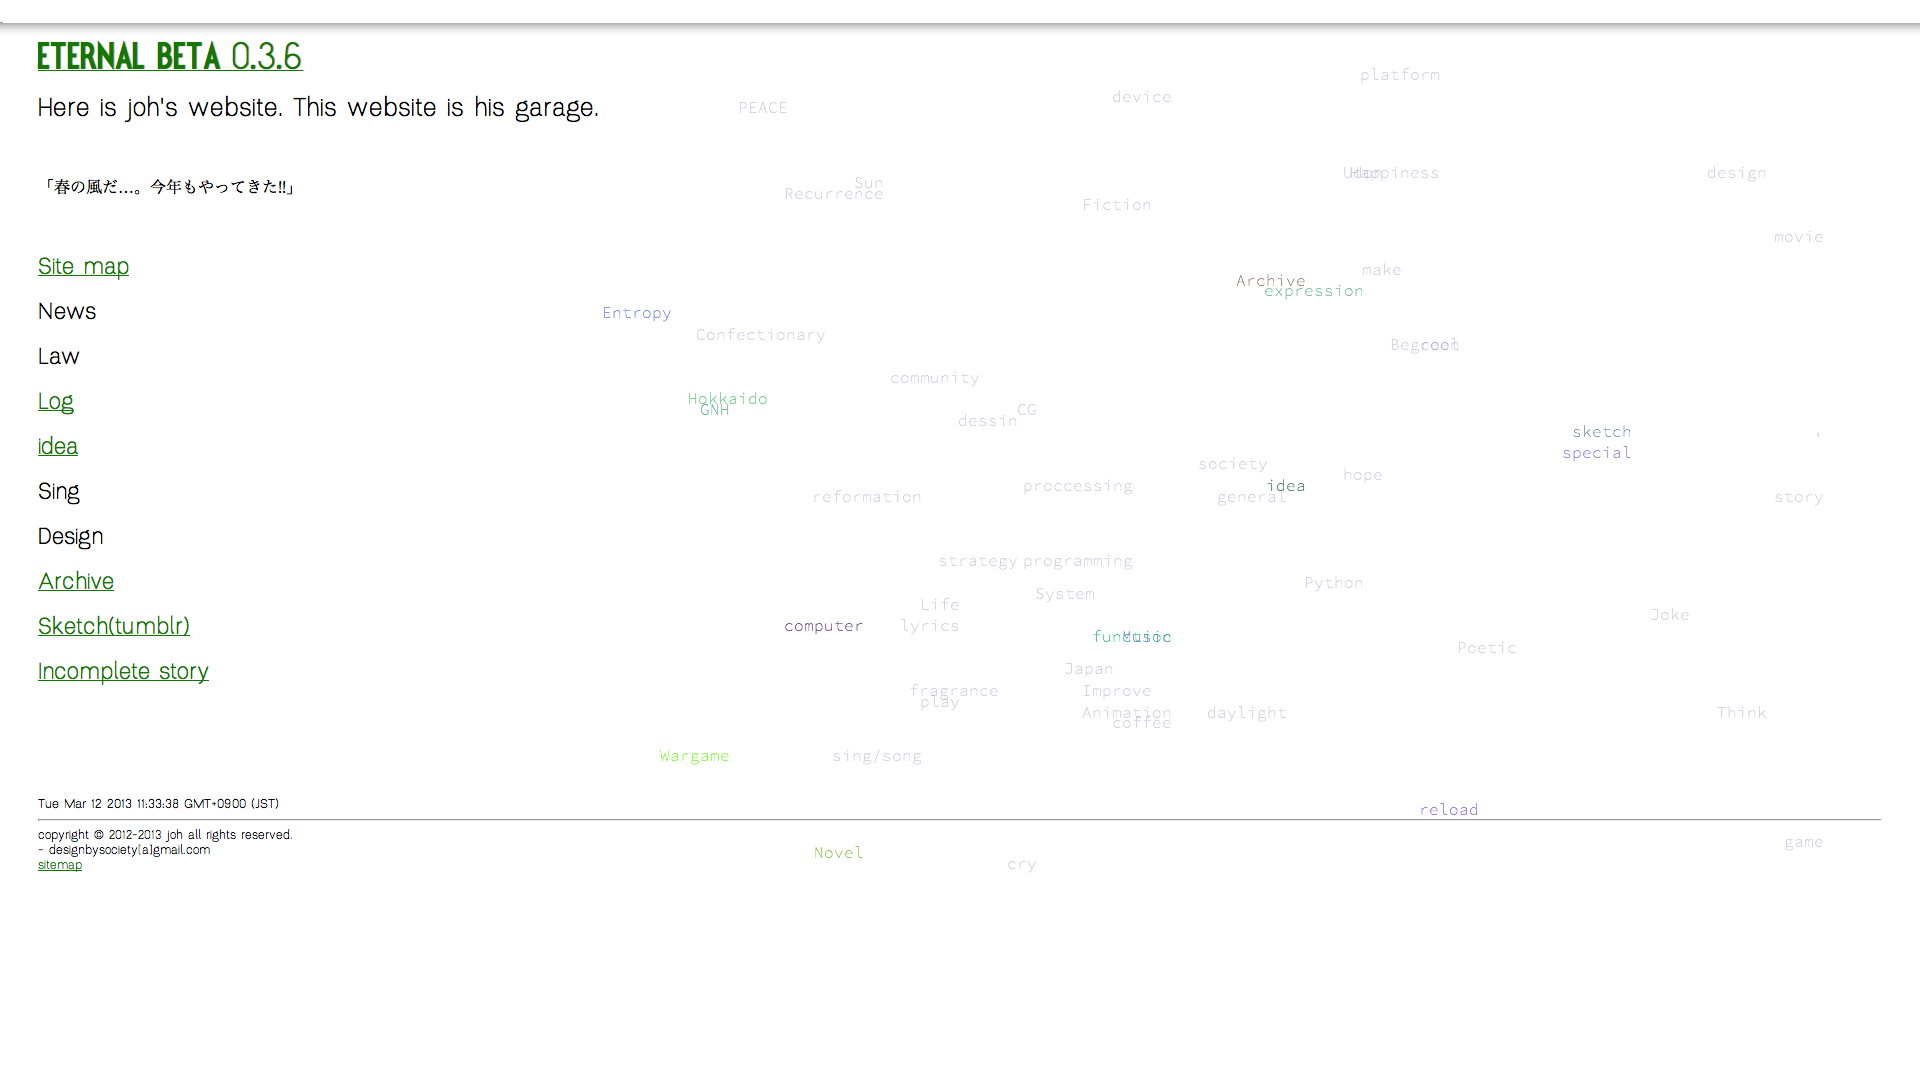 ETERNAL BETA 0.3.6
Here is joh's website. This website is his garage.
「春の風だ…。今年もやってきた!!」
Site map
News
Law
Log
idea
Sing
Design
Archive
Sketch(tumblr)
Incomplete story
Tue Mar 12 2013 11:33:38 GMT+0900 (JST)
copyright © 2012-2013 joh all rights reserved.
- designbysociety[a]gmail.com
sitemap
platform
device
PEACE
Happiness
design
Sun
Recurrence
Fiction
movie
make
Archive
expression
Entropy
Confectionary
cool
community
Hokkaido
GNH
CG
dessin
sketch
special
society
hope
idea
proccessing
general
reformation
story
strategy
programming
Python
System
Life
Joke
computer
lyrics
function
Music
Poetic
Japan
fragrance
Improve
play
Animation
daylight
Think
coffee
Wargame
sing/song
reload
game
Novel
cry